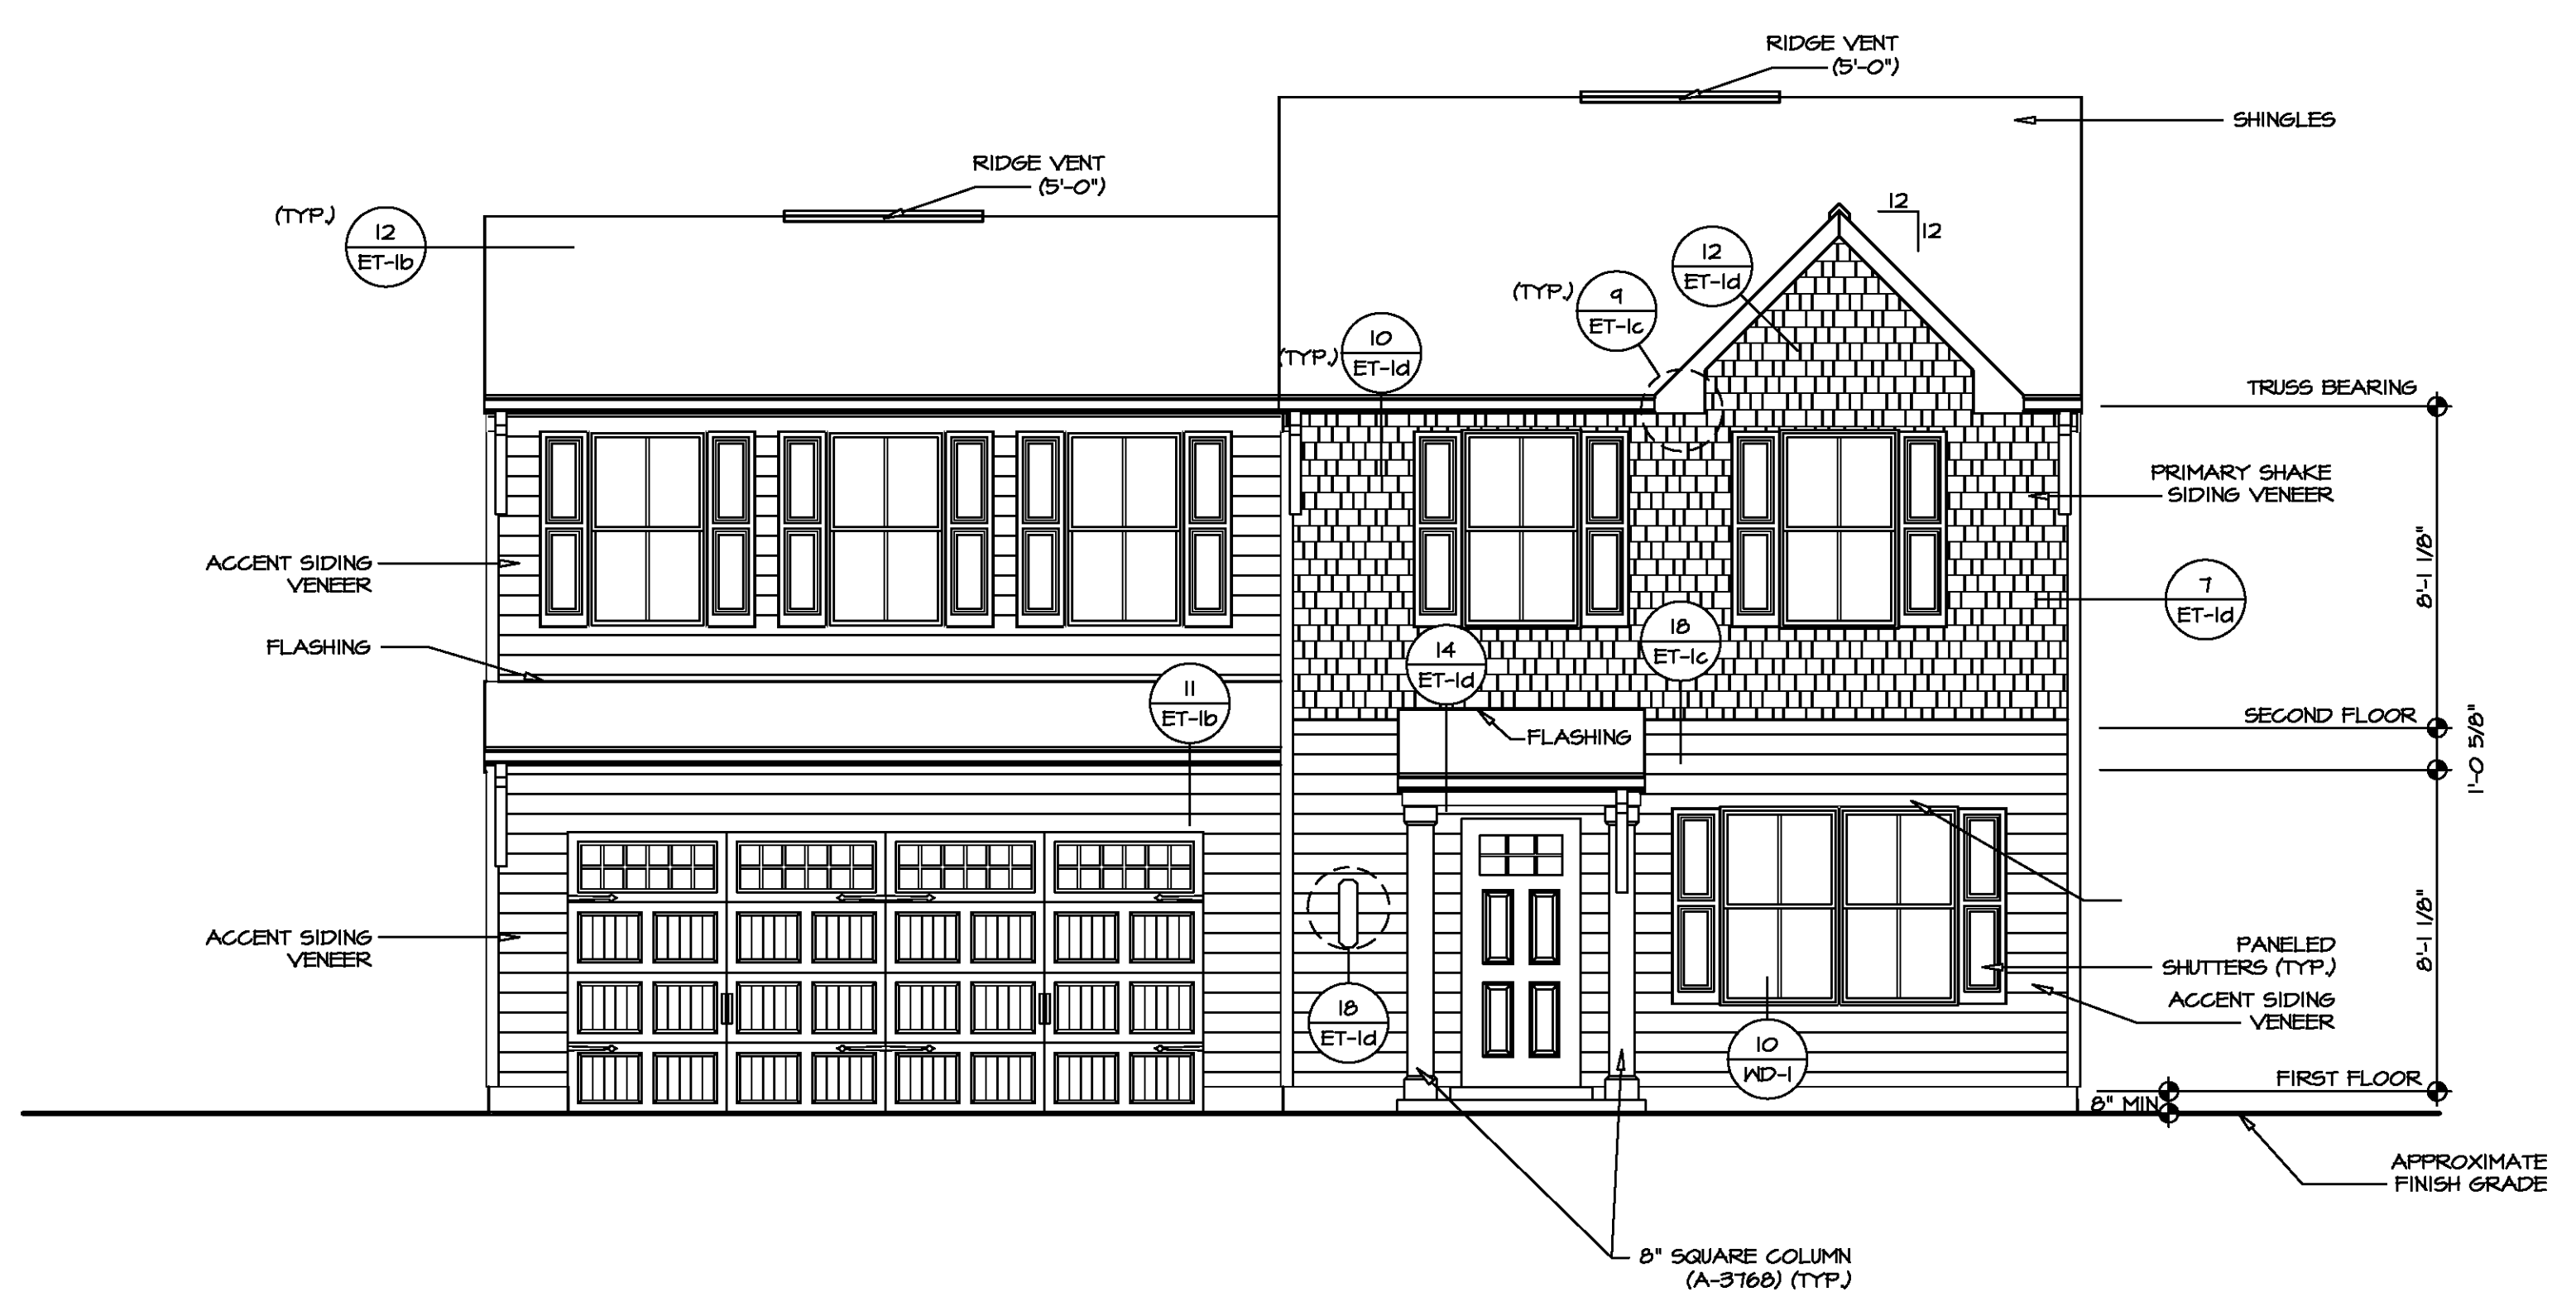 RIDGE VENT
(5'-0")
SHINGLES
RIDGE VENT
(5'-0")
(TYP.)
12
ET-1b
12
12
12
ET-1d
(TYP.)
9
ET-1c
(TYP.)
10
ET-1d
TRUSS BEARING
PRIMARY SHAKE
SIDING VENEER
8'-1 1/8"
ACCENT SIDING
VENEER
7
ET-1d
FLASHING
18
ET-1c
14
ET-1d
11
ET-1b
SECOND FLOOR
FLASHING
1'-0 5/8"
8'-1 1/8"
ACCENT SIDING
VENEER
PANELED
SHUTTERS (TYP.)
ACCENT SIDING
VENEER
18
ET-1d
10
WD-1
FIRST FLOOR
8" MIN
APPROXIMATE
FINISH GRADE
8" SQUARE COLUMN
(A-3768) (TYP.)